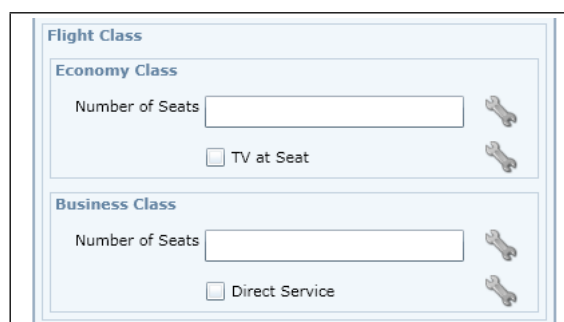 Flight Class
Economy Class
Number of Seats
TV at Seat
Business Class
Number of Seats
Direct Service